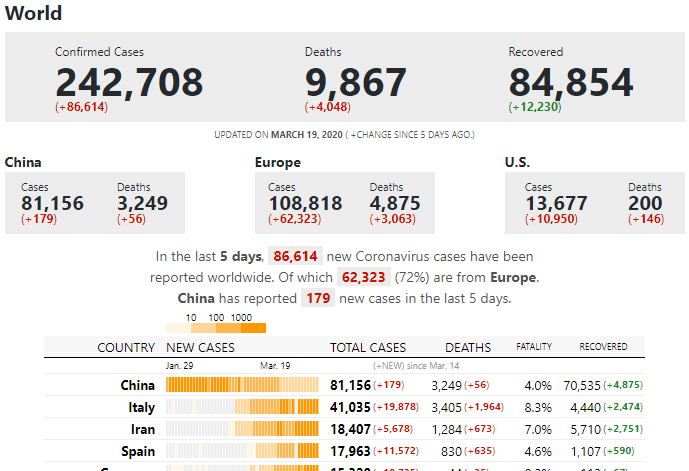 World
Confirmed Cases Deaths Recovered
242,708 9,867 84,854
(+86,614) (+4,048) (+12,230)
UPDATED ON MARCH 19, 2020 ( +CHANGE SINCE 5 DAYS AGO.)
China Europe U.S.
Cases Deaths Cases Deaths Cases Deaths
81,156 3,249 108,818 4,875 13,677 200
(+179) (+56) (+62,323) (+3,063) (+10,950) (+146)
In the last 5 days, 86,614 new Coronavirus cases have been
reported worldwide. Of which 62,323 (72%) are from Europe.
China has reported 179 new cases in the last 5 days.
10 100 1000
COUNTRY NEW CASES TOTAL CASES DEATHS FATALITY RECOVERED
Jan. 29 Mar. 19 (+NEW) since Mar. 14
China 81,156 (+179) 3,249 (+56) 4.0% 70,535 (+4,875)
Italy 41,035 (+19,878) 3,405 (+1,964) 8.3% 4,440 (+2,474)
Iran 18,407 (+5,678) 1,284 (+673) 7.0% 5,710 (+2,751)
Spain 17,963 (+11,572) 830 (+635) 4.6% 1,107 (+590)